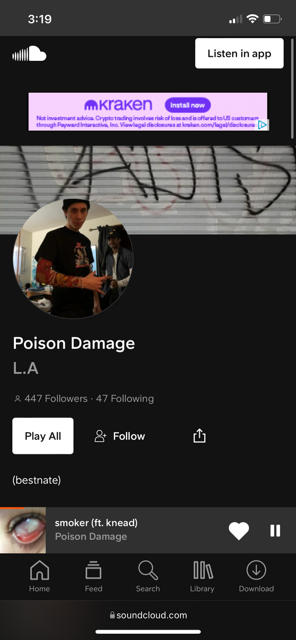 3:19
Listen in app
kraken
Install now
Not investment advice. Crypto trading involves risk of loss and is offered to US customers
through Payward Interactive, Inc. View legal disclosures at kraken.com/legal/disclosures
Poison Damage
L.A
447 Followers · 47 Following
Play All
Follow
(bestnate)
smoker (ft. knead)
Poison Damage
Home
Feed
Search
Library
Download
soundcloud.com